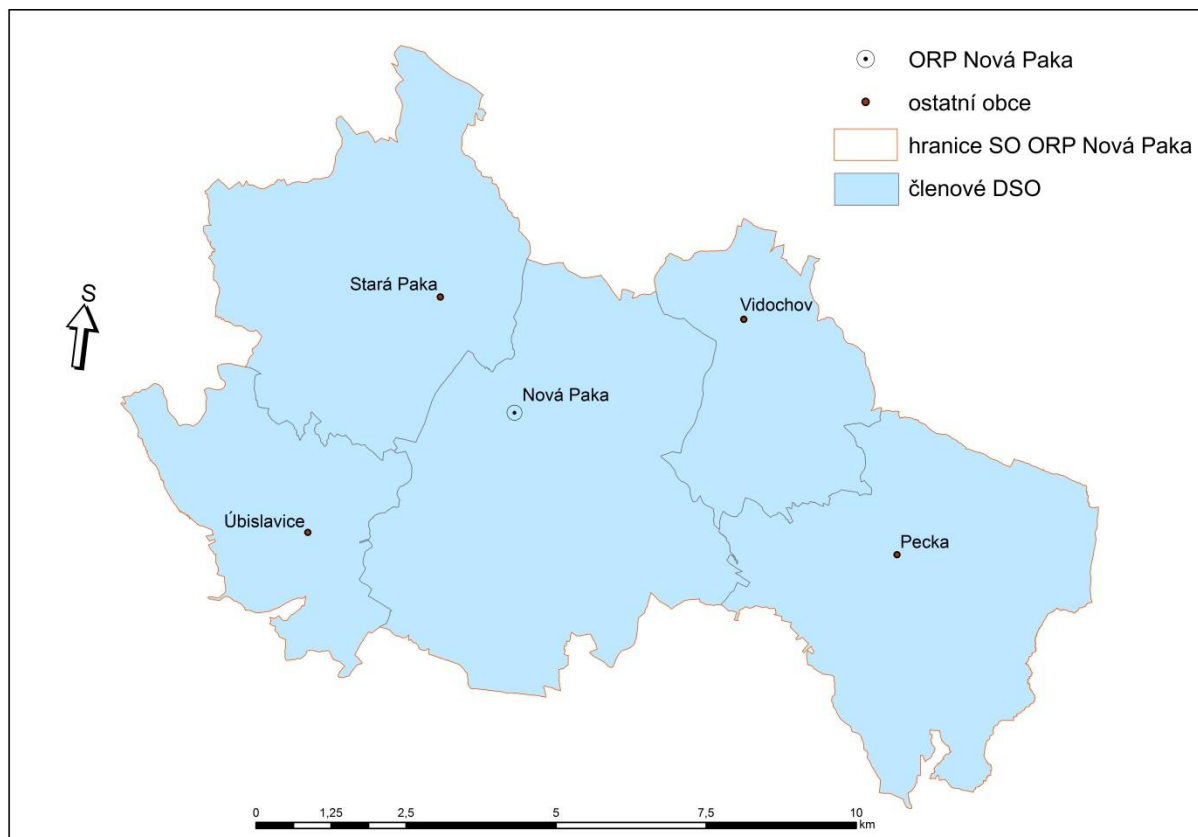 ORP Nová Paka
ostatní obce
hranice SO ORP Nová Paka
členové DSO
S
Stará Paka
Vidochov
Nová Paka
Úbislavice
Pecka
0 1,25 2,5 5 7,5 10
km